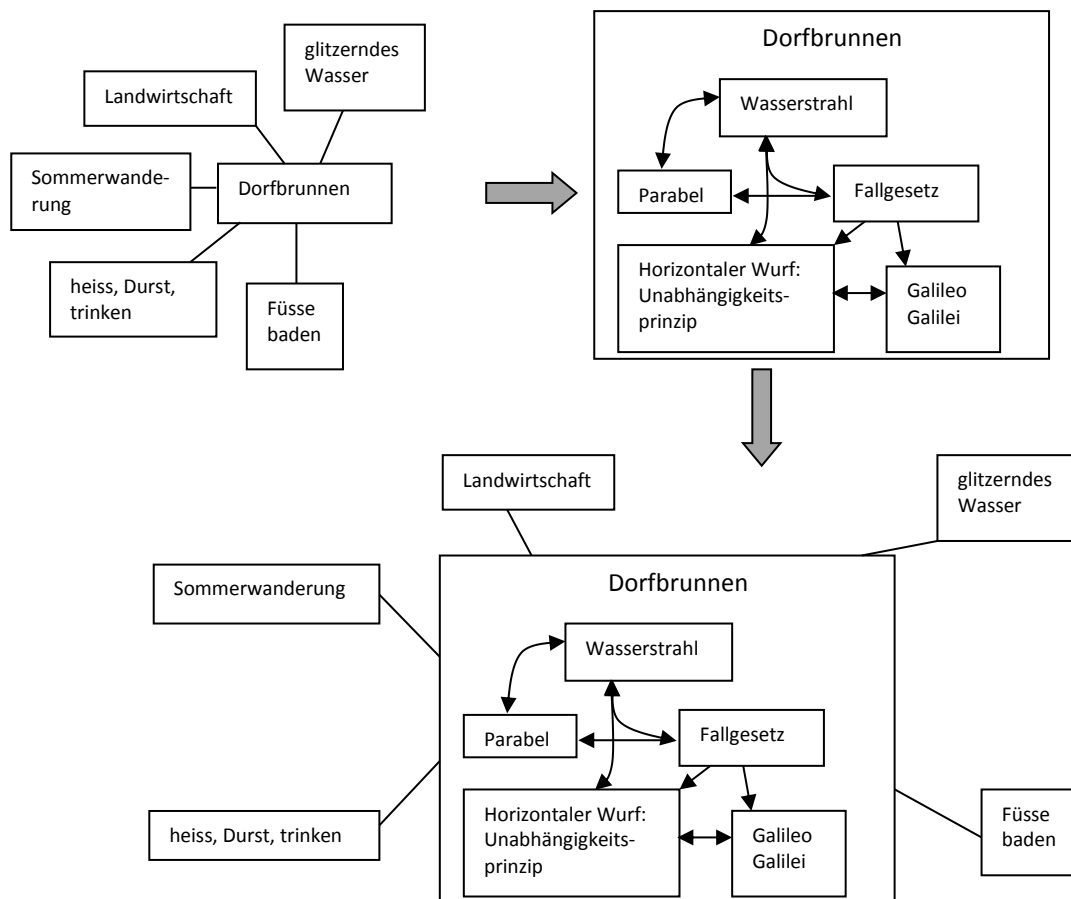 glitzerndes
Wasser
Landwirtschaft
Sommerwande-
rung
Dorfbrunnen
heiss, Durst,
trinken
Füsse
baden
Dorfbrunnen
Wasserstrahl
Parabel
Fallgesetz
Horizontaler Wurf:
Unabhängigkeits-
prinzip
Galileo
Galilei
Landwirtschaft
glitzerndes
Wasser
Sommerwanderung
Dorfbrunnen
Wasserstrahl
Parabel
Fallgesetz
heiss, Durst, trinken
Horizontaler Wurf:
Unabhängigkeits-
prinzip
Galileo
Galilei
Füsse
baden